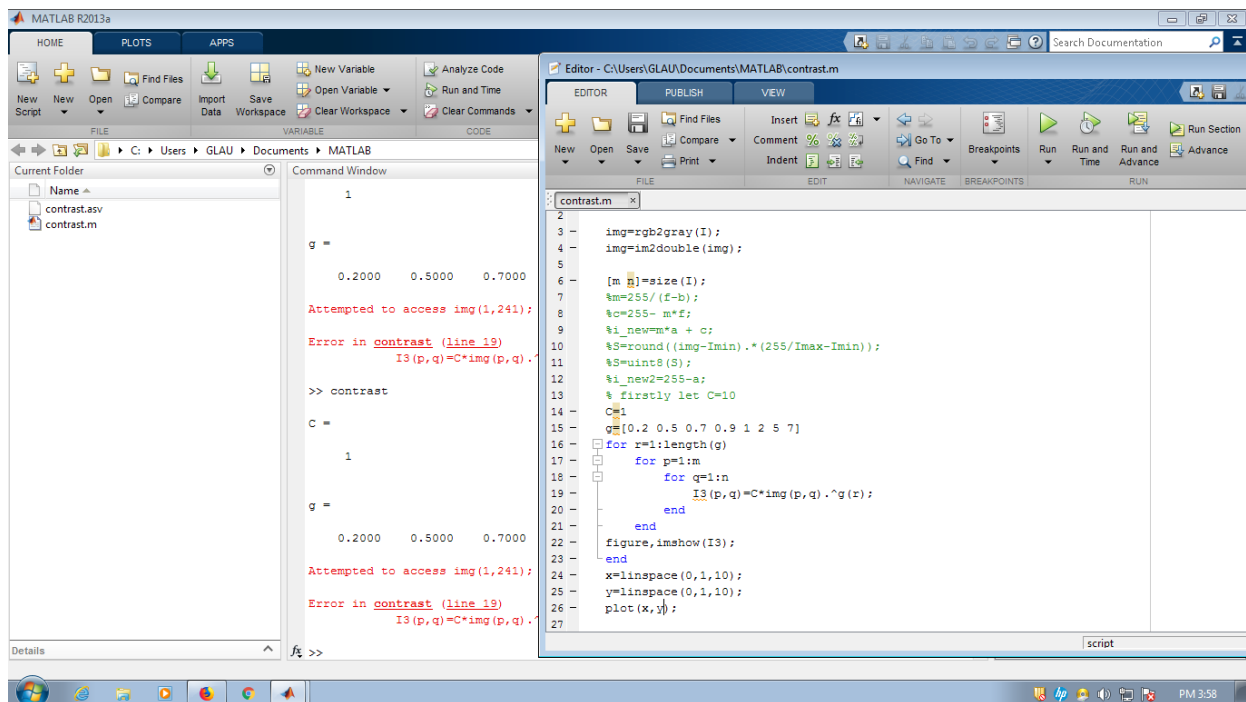 MATLAB R2013a
HOME PLOTS APPS
Search Documentation
New Script
New
Open
Find Files
Compare
Import Data
Save Workspace
New Variable
Open Variable
Clear Workspace
Analyze Code
Run and Time
Clear Commands
FILE VARIABLE CODE
C: Users GLAU Documents MATLAB
Current Folder
Name
contrast.asv
contrast.m
Details
Command Window
1
g =
0.2000 0.5000 0.7000
Attempted to access img(1,241);
Error in contrast (line 19)
I3(p,q)=C*img(p,q).^
>> contrast
C =
1
g =
0.2000 0.5000 0.7000
Attempted to access img(1,241);
Error in contrast (line 19)
I3(p,q)=C*img(p,q).^
fx >>
Editor - C:\Users\GLAU\Documents\MATLAB\contrast.m
EDITOR PUBLISH VIEW
New
Open
Save
Find Files
Compare
Print
Insert fx
Comment
Indent
Go To
Find
Breakpoints
Run
Run and Time
Run and Advance
Run Section
Advance
FILE EDIT NAVIGATE BREAKPOINTS RUN
contrast.m
2
3 – img=rgb2gray(I);
4 – img=im2double(img);
5
6 – [m n]=size(I);
7 %m=255/(f-b);
8 %c=255- m*f;
9 %i_new=m*a + c;
10 %S=round((img-Imin).*(255/Imax-Imin));
11 %S=uint8(S);
12 %i_new2=255-a;
13 % firstly let C=10
14 – C=1
15 – g=[0.2 0.5 0.7 0.9 1 2 5 7]
16 – for r=1:length(g)
17 – for p=1:m
18 – for q=1:n
19 – I3(p,q)=C*img(p,q).^g(r);
20 – end
21 – end
22 – figure,imshow(I3);
23 – end
24 – x=linspace(0,1,10);
25 – y=linspace(0,1,10);
26 – plot(x,y);
27
script
hp
PM 3:58